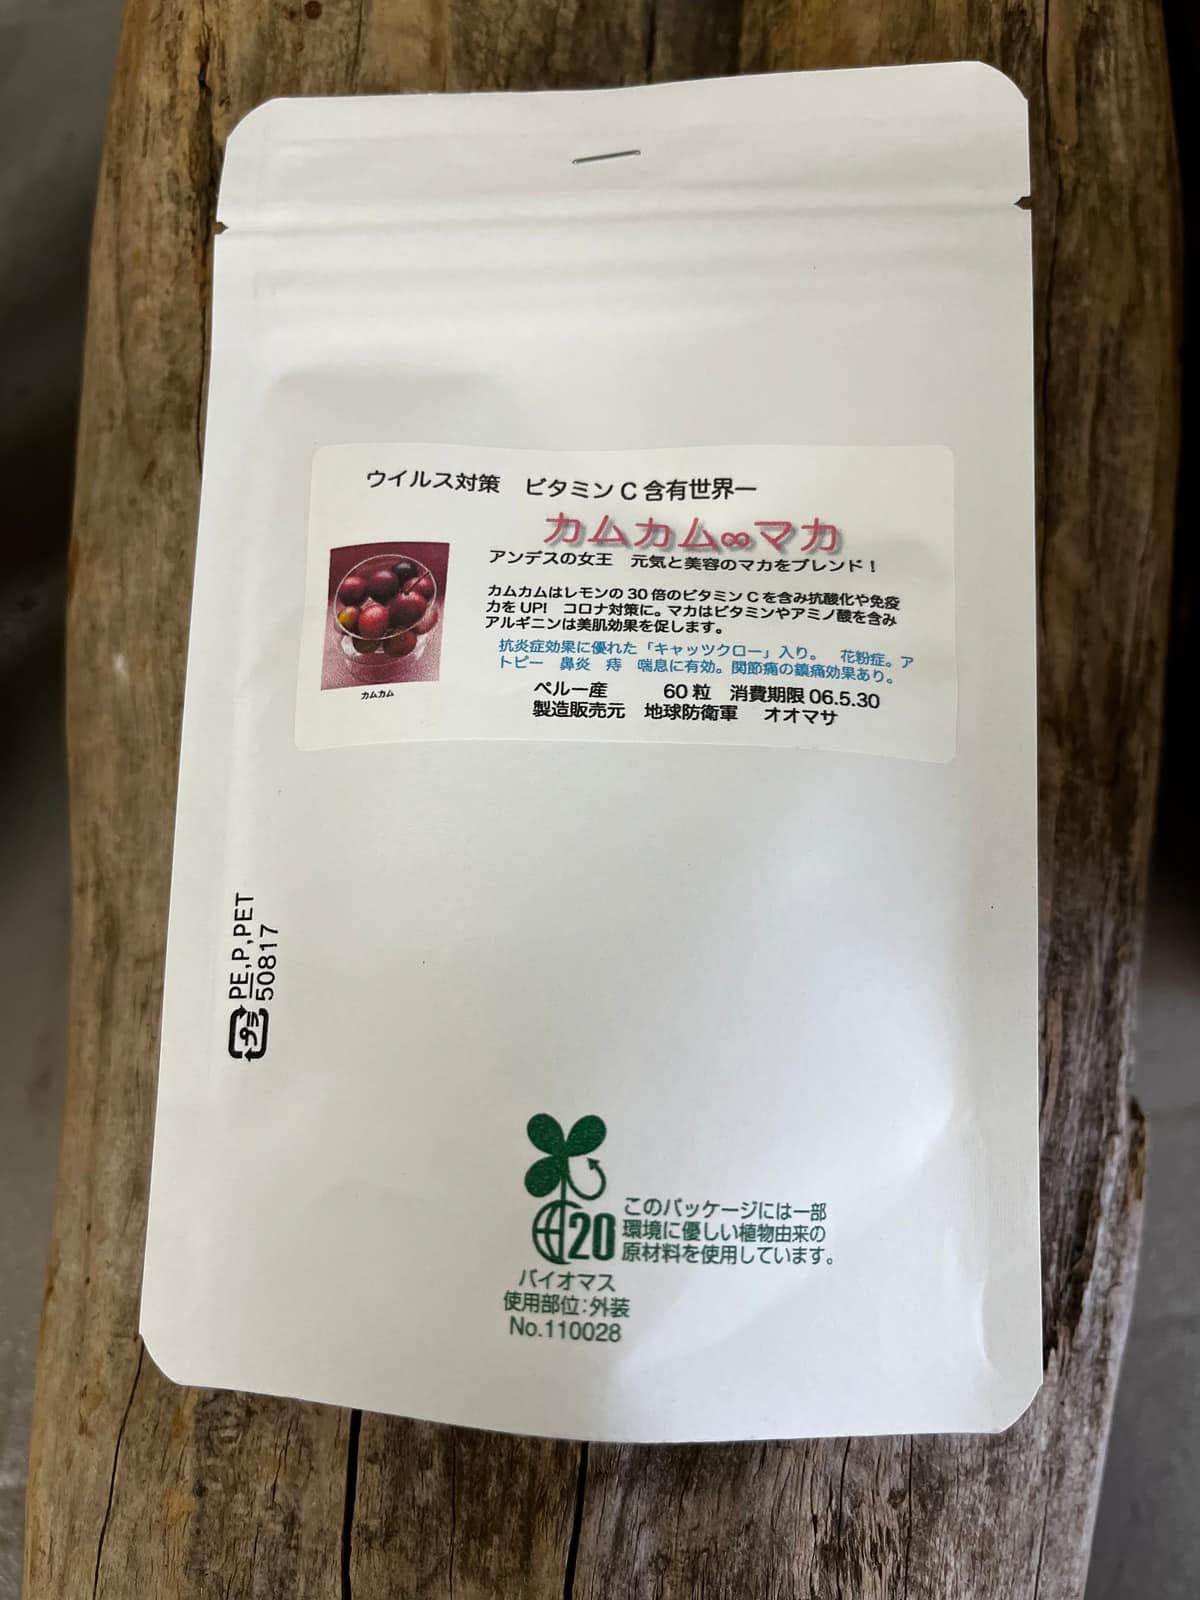 ウイルス対策　ビタミン C 含有世界一
カムカム∞マカ
アンデスの女王　元気と美容のマカをブレンド！
カムカムはレモンの 30 倍のビタミン C を含み抗酸化や免疫
力を UP!　コロナ対策に。マカはビタミンやアミノ酸を含み
アルギニンは美肌効果を促します。
抗炎症効果に優れた「キャッツクロー」入り。　花粉症。ア
トピー　鼻炎　痔　喘息に有効。関節痛の鎮痛効果あり。
カムカム
ペルー産　60 粒　消費期限 06.5.30
製造販売元　地球防衛軍　オオマサ
プラ
PE,P,PET
50817
20
このパッケージには一部
環境に優しい植物由来の
原材料を使用しています。
バイオマス
使用部位:外装
No.110028